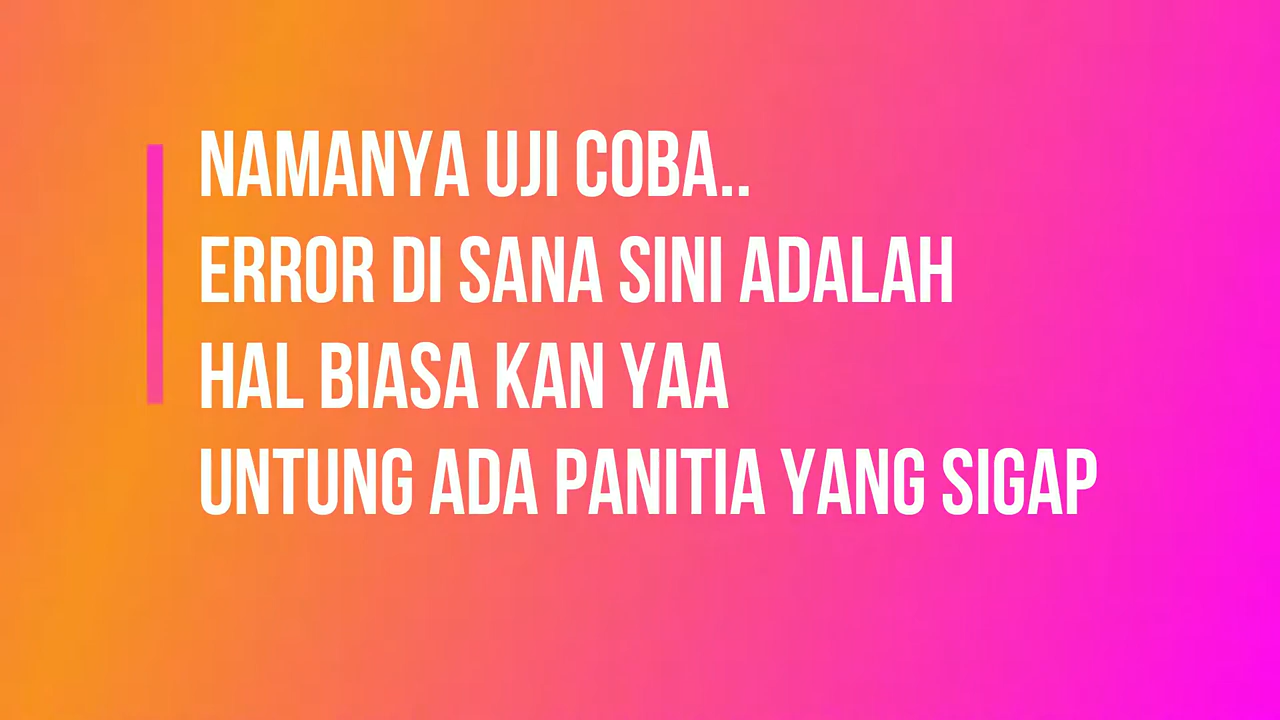 NAMANYA UJI COBA..
ERROR DI SANA SINI ADALAH
HAL BIASA KAN YAA
UNTUNG ADA PANITIA YANG SIGAP